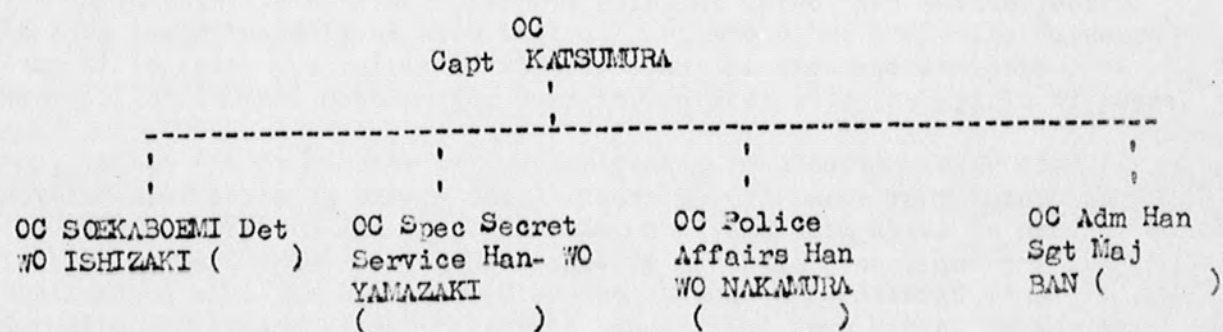 OC
Capt KATSUMURA
OC SOEKABOEMI Det
WO ISHIZAKI ( )
OC Spec Secret
Service Han- WO
YAMAZAKI
( )
OC Police
Affairs Han
WO NAKAMURA
( )
OC Adm Han
Sgt Maj
BAN ( )